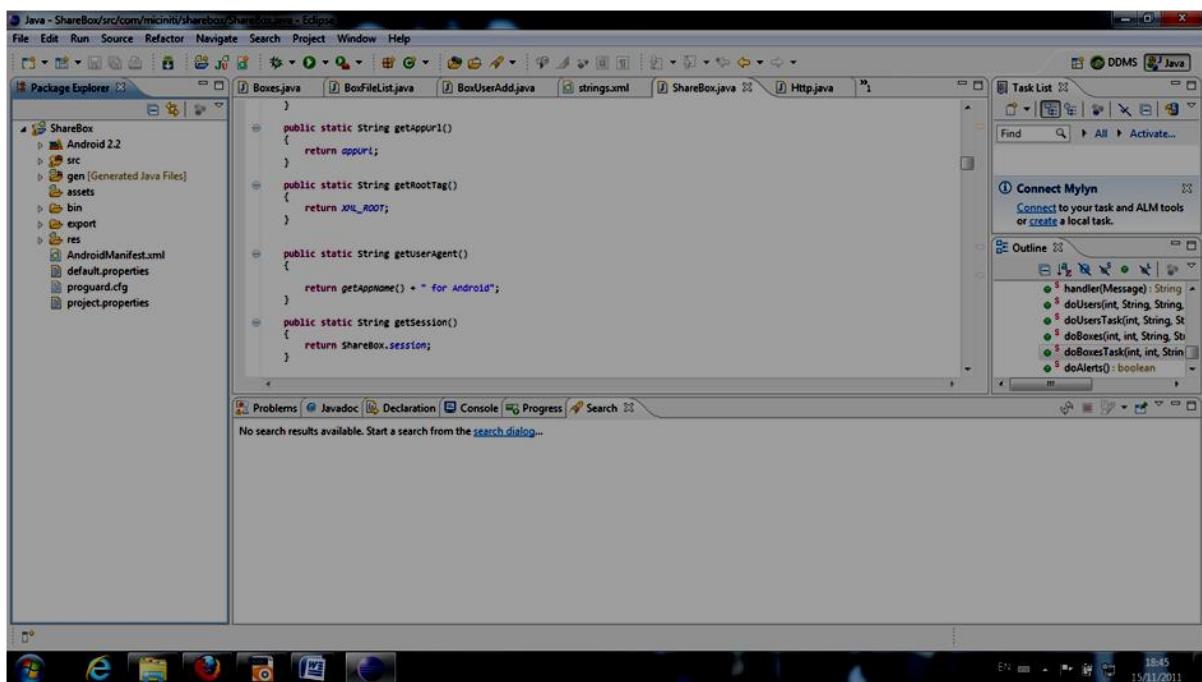 Java - ShareBox/src/com/miciniti/sharebox/ShareBox.java - Eclipse
File Edit Run Source Refactor Navigate Search Project Window Help
DDMS Java
Package Explorer
ShareBox
Android 2.2
src
gen [Generated Java Files]
assets
bin
export
res
AndroidManifest.xml
default.properties
proguard.cfg
project.properties
Boxes.java BoxFileList.java BoxUserAdd.java strings.xml ShareBox.java Http.java »1
}
public static String getAppUrl()
{
return appUrl;
}
public static String getRootTag()
{
return XML_ROOT;
}
public static String getUserAgent()
{
return getAppName() + " for Android";
}
public static String getSession()
{
return ShareBox.session;
}
Task List
Find All Activate...
Connect Mylyn
Connect to your task and ALM tools
or create a local task.
Outline
handler(Message) : String
doUsers(int, String, String,
doUsersTask(int, String, St
doBoxes(int, int, String, Str
doBoxesTask(int, int, Strin
doAlerts() : boolean
Problems Javadoc Declaration Console Progress Search
No search results available. Start a search from the search dialog...
EN
18:45
15/11/2011